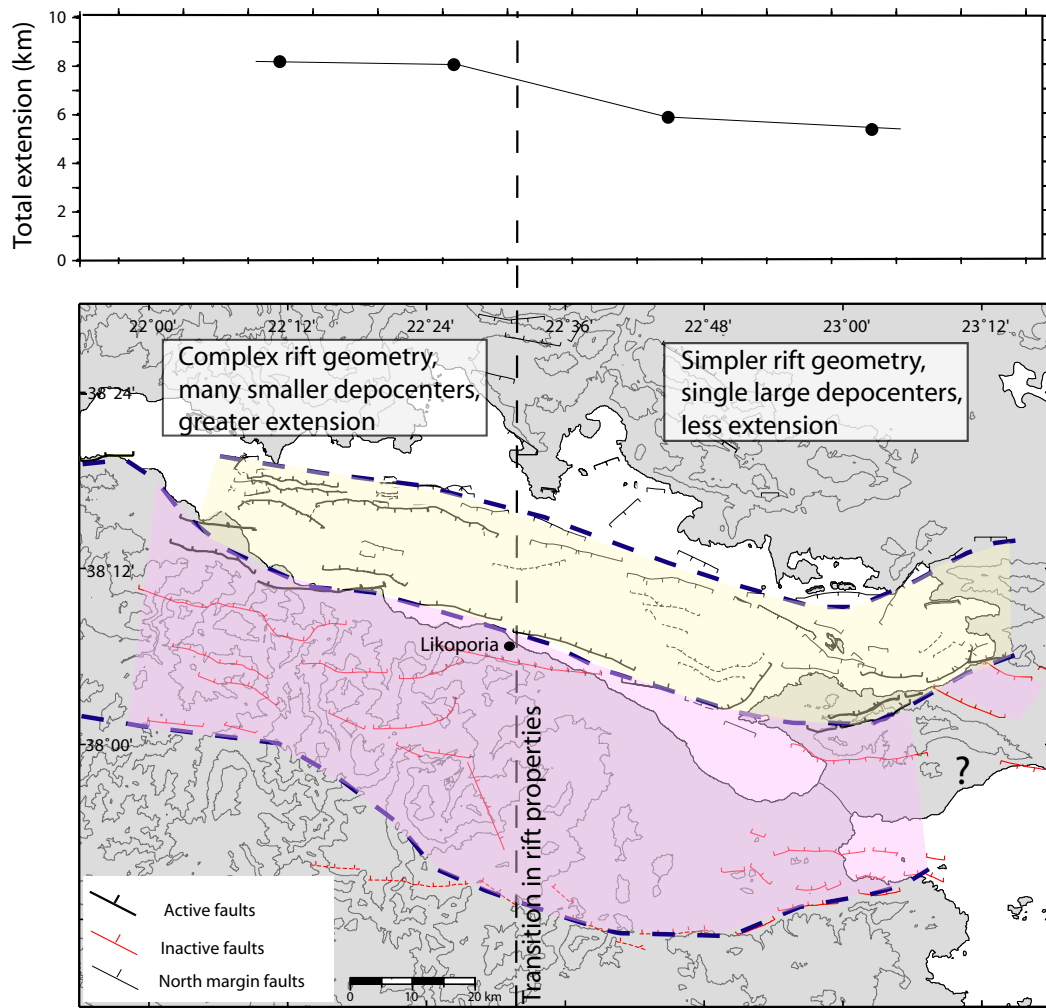 10
8
6
4
2
0
Total extension (km)
22°00'
22°12'
22°24'
22°36'
22°48'
23°00'
23°12'
Complex rift geometry,
many smaller depocenters,
greater extension
Simpler rift geometry,
single large depocenters,
less extension
38°24'
38°12'
38°00'
Likoporia
Transition in rift properties
?
Active faults
Inactive faults
North margin faults
0 10 20 km